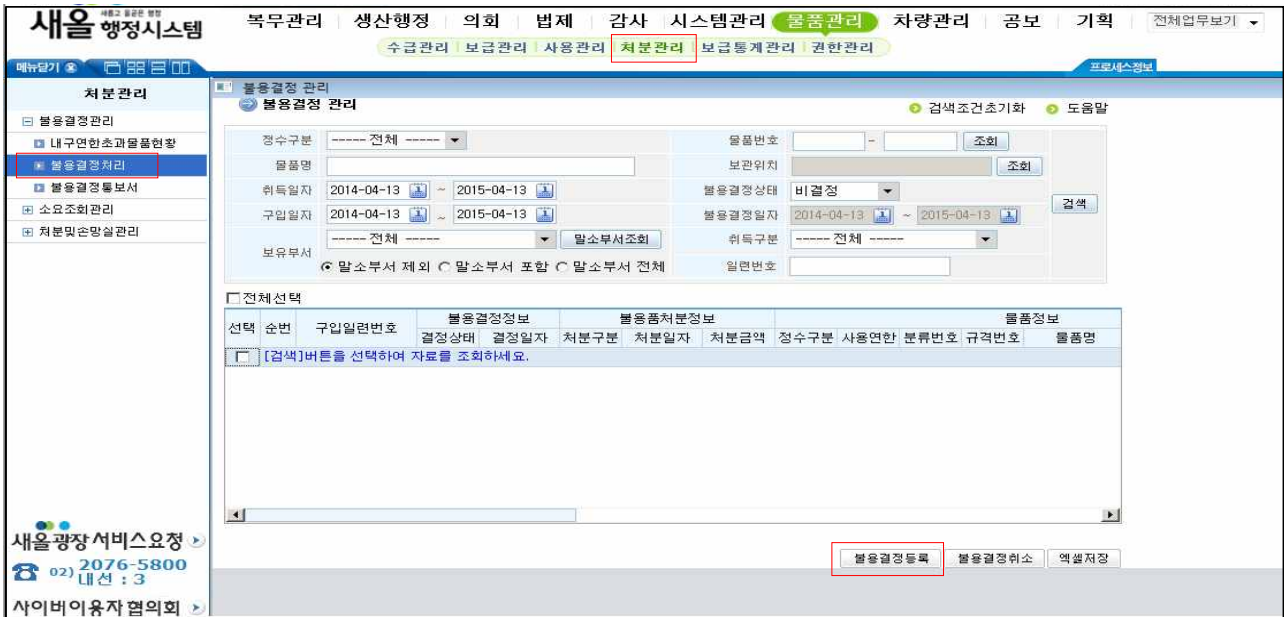 새올 새롭고 올곧은 행정 행정시스템
복무관리 생산행정 의회 법제 감사 시스템관리 물품관리 차량관리 공보 기획 전체업무보기
수급관리 보급관리 사용관리 처분관리 보급통계관리 권한관리
메뉴닫기 프로세스정보
처분관리
불용결정관리
내구연한초과물품현황
불용결정처리
불용결정통보서
소요조회관리
처분및손망실관리
불용결정 관리
불용결정 관리 검색조건초기화 도움말
정수구분 ----- 전체 ----- 물품번호 - 조회
물품명 보관위치 조회
취득일자 2014-04-13 ~ 2015-04-13 불용결정상태 비결정
검색
구입일자 2014-04-13 ~ 2015-04-13 불용결정일자 2014-04-13 ~ 2015-04-13
보유부서 ----- 전체 ----- 말소부서조회 취득구분 ----- 전체 -----
말소부서 제외 말소부서 포함 말소부서 전체 일련번호
전체선택
선택 순번 구입일련번호 불용결정정보 불용품처분정보 물품정보
결정상태 결정일자 처분구분 처분일자 처분금액 정수구분 사용연한 분류번호 규격번호 물품명
[검색]버튼을 선택하여 자료를 조회하세요.
불용결정등록 불용결정취소 엑셀저장
새올광장 서비스요청
02) 2076-5800
내선 : 3
사이버이용자협의회